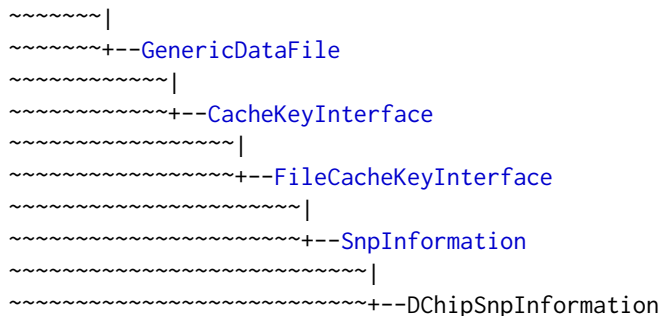 ~~~~~~~|
~~~~~~~+--GenericDataFile
~~~~~~~~~~~~|
~~~~~~~~~~~~+--CacheKeyInterface
~~~~~~~~~~~~~~~~~|
~~~~~~~~~~~~~~~~~+--FileCacheKeyInterface
~~~~~~~~~~~~~~~~~~~~~~|
~~~~~~~~~~~~~~~~~~~~~~+--SnpInformation
~~~~~~~~~~~~~~~~~~~~~~~~~~~|
~~~~~~~~~~~~~~~~~~~~~~~~~~~+--DChipSnpInformation